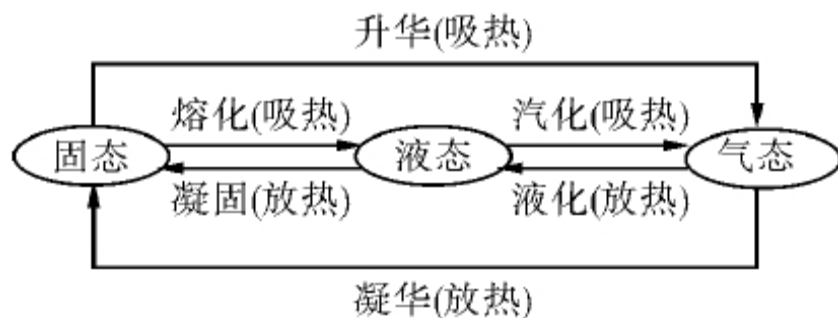 升华(吸热)
熔化(吸热) 汽化(吸热)
固态 液态 气态
凝固(放热) 液化(放热)
凝华(放热)